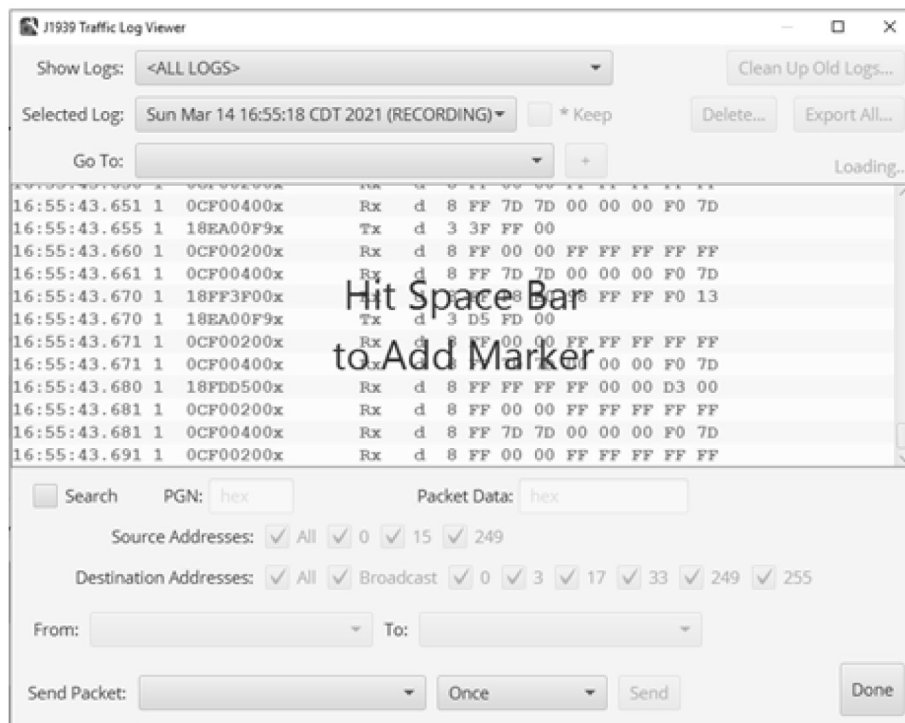 J1939 Traffic Log Viewer
Show Logs: <ALL LOGS> Clean Up Old Logs...
Selected Log: Sun Mar 14 16:55:18 CDT 2021 (RECORDING) * Keep Delete... Export All...
Go To: + Loading..
16:55:43.651 1 0CF00400x Rx d 8 FF 7D 7D 00 00 00 F0 7D
16:55:43.655 1 18EA00F9x Tx d 3 3F FF 00
16:55:43.660 1 0CF00200x Rx d 8 FF 00 00 FF FF FF FF FF
16:55:43.661 1 0CF00400x Rx d 8 FF 7D 7D 00 00 00 F0 7D
Hit Space Bar
16:55:43.670 1 18FF3F00x FF FF F0 13
16:55:43.670 1 18EA00F9x Tx d 3 D5 FD 00
16:55:43.671 1 0CF00200x Rx d 8 FF 00 00 FF FF FF FF FF
to Add Marker
16:55:43.671 1 0CF00400x 00 00 F0 7D
16:55:43.680 1 18FDD500x Rx d 8 FF FF FF FF 00 00 D3 00
16:55:43.681 1 0CF00200x Rx d 8 FF 00 00 FF FF FF FF FF
16:55:43.681 1 0CF00400x Rx d 8 FF 7D 7D 00 00 00 F0 7D
16:55:43.691 1 0CF00200x Rx d 8 FF 00 00 FF FF FF FF FF
Search PGN: hex Packet Data: hex
Source Addresses: All 0 15 249
Destination Addresses: All Broadcast 0 3 17 33 249 255
From: To:
Send Packet: Once Send Done